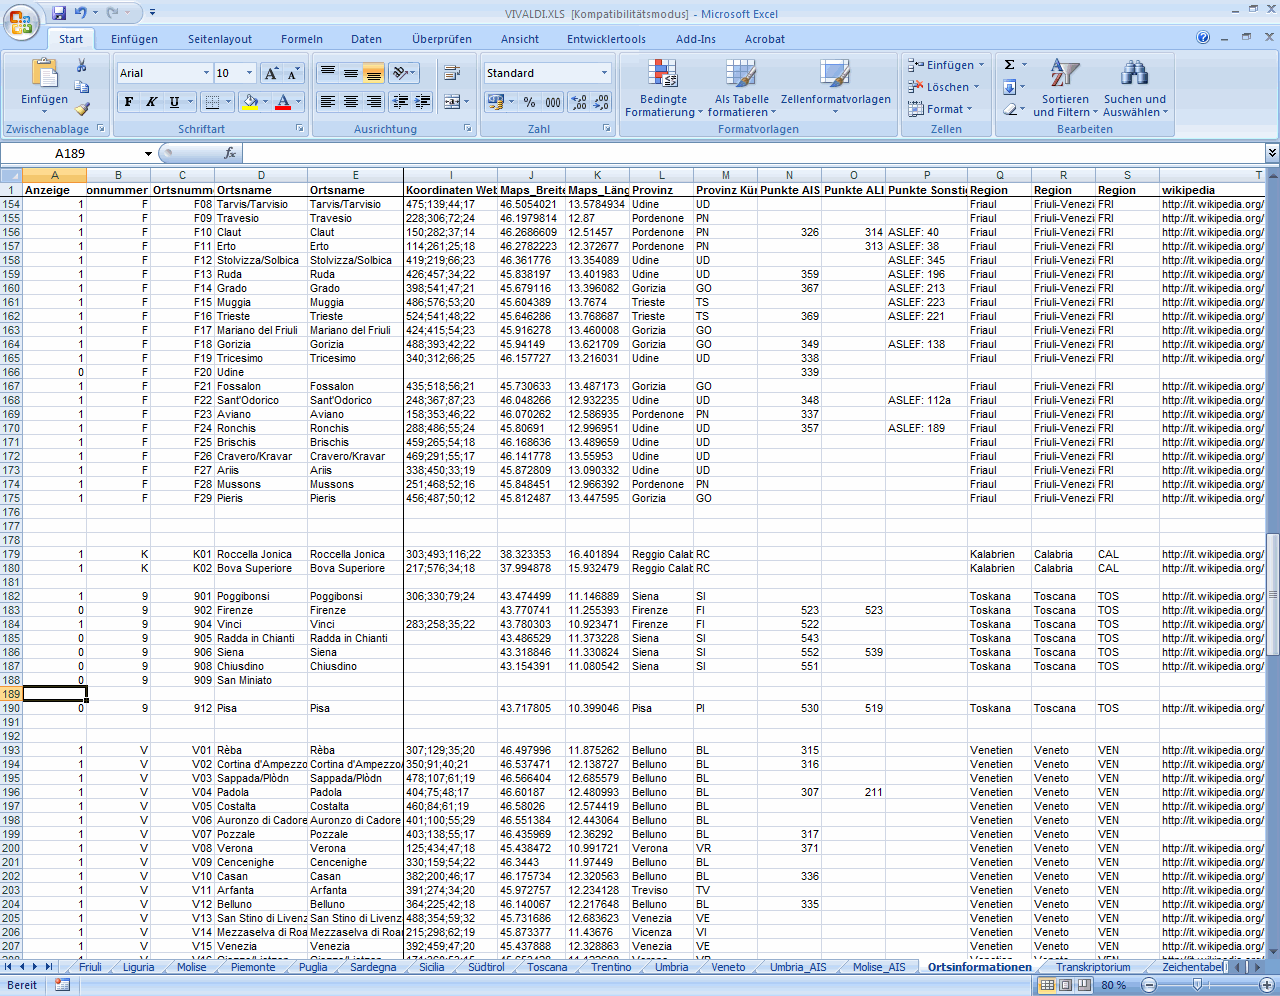 VIVALDI.XLS [Kompatibilitätsmodus] - Microsoft Excel
Start Einfügen Seitenlayout Formeln Daten Überprüfen Ansicht Entwicklertools Add-Ins Acrobat
Einfügen
Zwischenablage
Arial 10
F K U
Schriftart
Ausrichtung
Standard
% 000
Zahl
Bedingte Formatierung
Als Tabelle formatieren
Zellenformatvorlagen
Formatvorlagen
Einfügen
Löschen
Format
Zellen
Sortieren und Filtern
Suchen und Auswählen
Bearbeiten
A189 fx
A B C D E I J K L M N O P Q R S T
1 Anzeige onnummer Ortsnumm Ortsname Ortsname Koordinaten Web Maps_Breite Maps_Läng Provinz Provinz Kür Punkte AIS Punkte ALI Punkte Sonstig Region Region Region wikipedia
154 1 F F08 Tarvis/Tarvisio Tarvis/Tarvisio 475;139;44;17 46.5054021 13.5784934 Udine UD Friaul Friuli-Venezi FRI http://it.wikipedia.org/
155 1 F F09 Travesio Travesio 228;306;72;24 46.1979814 12.87 Pordenone PN Friaul Friuli-Venezi FRI http://it.wikipedia.org/
156 1 F F10 Claut Claut 150;282;37;14 46.2686609 12.51457 Pordenone PN 326 314 ASLEF: 40 Friaul Friuli-Venezi FRI http://it.wikipedia.org/
157 1 F F11 Erto Erto 114;261;25;18 46.2782223 12.372677 Pordenone PN 313 ASLEF: 38 Friaul Friuli-Venezi FRI http://it.wikipedia.org/
158 1 F F12 Stolvizza/Solbica Stolvizza/Solbica 419;219;66;23 46.361776 13.354089 Udine UD ASLEF: 345 Friaul Friuli-Venezi FRI http://it.wikipedia.org/
159 1 F F13 Ruda Ruda 426;457;34;22 45.838197 13.401983 Udine UD 359 ASLEF: 196 Friaul Friuli-Venezi FRI http://it.wikipedia.org/
160 1 F F14 Grado Grado 398;541;47;21 45.679116 13.396082 Gorizia GO 367 ASLEF: 213 Friaul Friuli-Venezi FRI http://it.wikipedia.org/
161 1 F F15 Muggia Muggia 486;576;53;20 45.604389 13.7674 Trieste TS ASLEF: 223 Friaul Friuli-Venezi FRI http://it.wikipedia.org/
162 1 F F16 Trieste Trieste 524;541;48;22 45.646286 13.768687 Trieste TS 369 ASLEF: 221 Friaul Friuli-Venezi FRI http://it.wikipedia.org/
163 1 F F17 Mariano del Friuli Mariano del Friuli 424;415;54;23 45.916278 13.460008 Gorizia GO Friaul Friuli-Venezi FRI http://it.wikipedia.org/
164 1 F F18 Gorizia Gorizia 488;393;42;22 45.94149 13.621709 Gorizia GO 349 ASLEF: 138 Friaul Friuli-Venezi FRI http://it.wikipedia.org/
165 1 F F19 Tricesimo Tricesimo 340;312;66;25 46.157727 13.216031 Udine UD 338 Friaul Friuli-Venezi FRI http://it.wikipedia.org/
166 0 F F20 Udine 339
167 1 F F21 Fossalon Fossalon 435;518;56;21 45.730633 13.487173 Gorizia GO Friaul Friuli-Venezi FRI http://it.wikipedia.org/
168 1 F F22 Sant'Odorico Sant'Odorico 248;367;87;23 46.048266 12.932235 Udine UD 348 ASLEF: 112a Friaul Friuli-Venezi FRI http://it.wikipedia.org/
169 1 F F23 Aviano Aviano 158;353;46;22 46.070262 12.586935 Pordenone PN 337 Friaul Friuli-Venezi FRI http://it.wikipedia.org/
170 1 F F24 Ronchis Ronchis 288;486;55;24 45.80691 12.996951 Udine UD 357 ASLEF: 189 Friaul Friuli-Venezi FRI http://it.wikipedia.org/
171 1 F F25 Brischis Brischis 459;265;54;18 46.168636 13.489659 Udine UD Friaul Friuli-Venezi FRI http://it.wikipedia.org/
172 1 F F26 Cravero/Kravar Cravero/Kravar 469;291;55;17 46.141778 13.55953 Udine UD Friaul Friuli-Venezi FRI http://it.wikipedia.org/
173 1 F F27 Ariis Ariis 338;450;33;19 45.872809 13.090332 Udine UD Friaul Friuli-Venezi FRI http://it.wikipedia.org/
174 1 F F28 Mussons Mussons 251;468;52;16 45.848451 12.966392 Pordenone PN Friaul Friuli-Venezi FRI http://it.wikipedia.org/
175 1 F F29 Pieris Pieris 456;487;50;12 45.812487 13.447595 Gorizia GO Friaul Friuli-Venezi FRI http://it.wikipedia.org/
176
177
178
179 1 K K01 Roccella Jonica Roccella Jonica 303;493;116;22 38.323353 16.401894 Reggio Calab RC Kalabrien Calabria CAL http://it.wikipedia.org/
180 1 K K02 Bova Superiore Bova Superiore 217;576;34;18 37.994878 15.932479 Reggio Calab RC Kalabrien Calabria CAL http://it.wikipedia.org/
181
182 1 9 901 Poggibonsi Poggibonsi 306;330;79;24 43.474499 11.146889 Siena SI Toskana Toscana TOS http://it.wikipedia.org/
183 0 9 902 Firenze Firenze 43.770741 11.255393 Firenze FI 523 523 Toskana Toscana TOS http://it.wikipedia.org/
184 1 9 904 Vinci Vinci 283;258;35;22 43.780303 10.923471 Firenze FI 522 Toskana Toscana TOS http://it.wikipedia.org/
185 0 9 905 Radda in Chianti Radda in Chianti 43.486529 11.373228 Siena SI 543 Toskana Toscana TOS http://it.wikipedia.org/
186 0 9 906 Siena Siena 43.318846 11.330824 Siena SI 552 539 Toskana Toscana TOS http://it.wikipedia.org/
187 0 9 908 Chiusdino Chiusdino 43.154391 11.080542 Siena SI 551 Toskana Toscana TOS http://it.wikipedia.org/
188 0 9 909 San Miniato
189
190 0 9 912 Pisa Pisa 43.717805 10.399046 Pisa PI 530 519 Toskana Toscana TOS http://it.wikipedia.org/
191
192
193 1 V V01 Rèba Rèba 307;129;35;20 46.497996 11.875262 Belluno BL 315 Venetien Veneto VEN http://it.wikipedia.org/
194 1 V V02 Cortina d'Ampezzo Cortina d'Ampezzo/ 350;91;40;21 46.537471 12.138727 Belluno BL 316 Venetien Veneto VEN http://it.wikipedia.org/
195 1 V V03 Sappada/Plòdn Sappada/Plòdn 478;107;61;19 46.566404 12.685579 Belluno BL Venetien Veneto VEN http://it.wikipedia.org/
196 1 V V04 Padola Padola 404;75;48;17 46.60187 12.480993 Belluno BL 307 211 Venetien Veneto VEN http://it.wikipedia.org/
197 1 V V05 Costalta Costalta 460;84;61;19 46.58026 12.574419 Belluno BL Venetien Veneto VEN http://it.wikipedia.org/
198 1 V V06 Auronzo di Cadore Auronzo di Cadore 401;100;55;29 46.551384 12.443064 Belluno BL Venetien Veneto VEN http://it.wikipedia.org/
199 1 V V07 Pozzale Pozzale 403;138;55;17 46.435969 12.36292 Belluno BL 317 Venetien Veneto VEN
200 1 V V08 Verona Verona 125;434;47;18 45.438472 10.991721 Verona VR 371 Venetien Veneto VEN http://it.wikipedia.org/
201 1 V V09 Cencenighe Cencenighe 330;159;54;22 46.3443 11.97449 Belluno BL Venetien Veneto VEN http://it.wikipedia.org/
202 1 V V10 Casan Casan 382;200;46;17 46.175734 12.320563 Belluno BL 336 Venetien Veneto VEN http://it.wikipedia.org/
203 1 V V11 Arfanta Arfanta 391;274;34;20 45.972757 12.234128 Treviso TV Venetien Veneto VEN http://it.wikipedia.org/
204 1 V V12 Belluno Belluno 364;225;42;18 46.140067 12.217648 Belluno BL 335 Venetien Veneto VEN http://it.wikipedia.org/
205 1 V V13 San Stino di Livenz San Stino di Livenz 488;354;59;32 45.731686 12.683623 Venezia VE Venetien Veneto VEN http://it.wikipedia.org/
206 1 V V14 Mezzaselva di Roa Mezzaselva di Roar 215;298;62;19 45.873377 11.43676 Vicenza VI Venetien Veneto VEN http://it.wikipedia.org/
207 1 V V15 Venezia Venezia 392;459;47;20 45.437888 12.328863 Venezia VE Venetien Veneto VEN http://it.wikipedia.org/
Friuli Liguria Molise Piemonte Puglia Sardegna Sicilia Südtirol Toscana Trentino Umbria Veneto Umbria_AIS Molise_AIS Ortsinformationen Transkriptorium Zeichentabell
Bereit 80 %